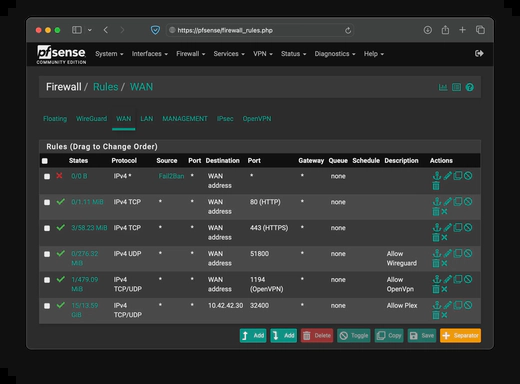 https://pfsense/firewall_rules.php
pfsense
COMMUNITY EDITION
System Interfaces Firewall Services VPN Status Diagnostics Help
Firewall / Rules / WAN
Floating WireGuard WAN LAN MANAGEMENT IPsec OpenVPN
Rules (Drag to Change Order)
States Protocol Source Port Destination Port Gateway Queue Schedule Description Actions
0/0 B IPv4 * Fail2Ban * WAN address * * none
0/1.11 MiB IPv4 TCP * * WAN address 80 (HTTP) * none
3/58.23 MiB IPv4 TCP * * WAN address 443 (HTTPS) * none
0/276.32 MiB IPv4 UDP * * WAN address 51800 * none Allow Wireguard
1/479.09 MiB IPv4 TCP/UDP * * WAN address 1194 (OpenVPN) * none Allow OpenVpn
15/13.59 GiB IPv4 TCP/UDP * * 10.42.42.30 32400 * none Allow Plex
Add Add Delete Toggle Copy Save Separator